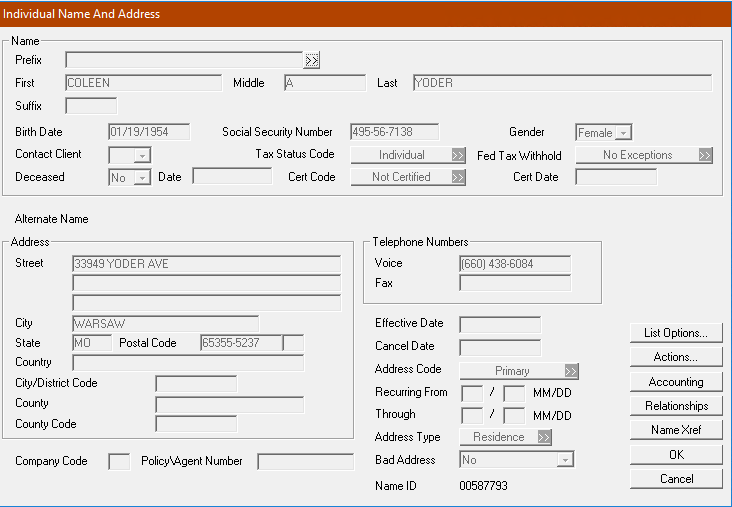 Individual Name And Address
Name
Prefix >>
First COLEEN Middle A Last YODER
Suffix
Birth Date 01/19/1954 Social Security Number 495-56-7138 Gender Female
Contact Client Tax Status Code Individual >> Fed Tax Withhold No Exceptions >>
Deceased No Date Cert Code Not Certified >> Cert Date
Alternate Name
Address
Street 33949 YODER AVE
City WARSAW
State MO Postal Code 65355-5237
Country
City/District Code
County
County Code
Company Code Policy\Agent Number
Telephone Numbers
Voice (660) 438-6084
Fax
Effective Date
Cancel Date
Address Code Primary >>
Recurring From / MM/DD
Through / MM/DD
Address Type Residence >>
Bad Address No
Name ID 00587793
List Options...
Actions...
Accounting
Relationships
Name Xref
OK
Cancel